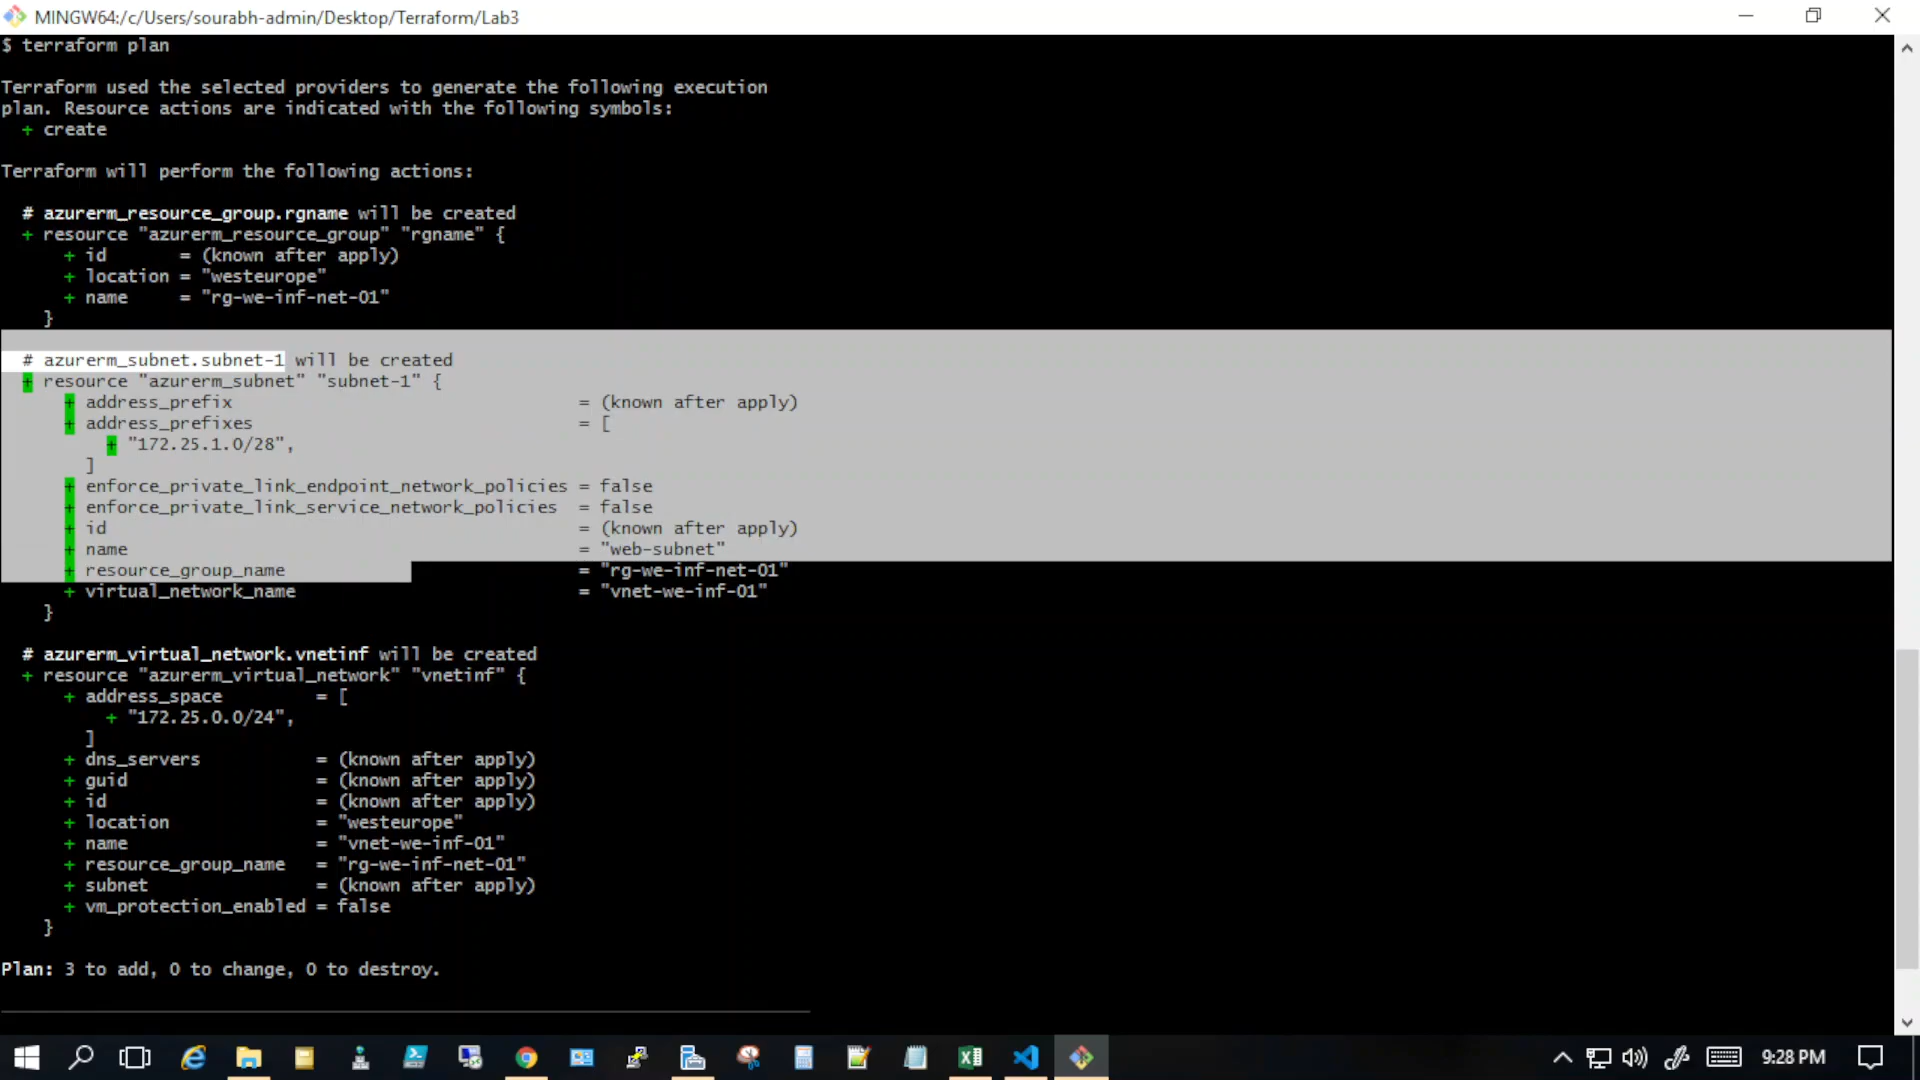 MINGW64:/c/Users/sourabh-admin/Desktop/Terraform/Lab3
$ terraform plan
Terraform used the selected providers to generate the following execution
plan. Resource actions are indicated with the following symbols:
  + create
Terraform will perform the following actions:
  # azurerm_resource_group.rgname will be created
  + resource "azurerm_resource_group" "rgname" {
      + id       = (known after apply)
      + location = "westeurope"
      + name     = "rg-we-inf-net-01"
    }
  # azurerm_subnet.subnet-1 will be created
  + resource "azurerm_subnet" "subnet-1" {
      + address_prefix                                 = (known after apply)
      + address_prefixes                               = [
          + "172.25.1.0/28",
        ]
      + enforce_private_link_endpoint_network_policies = false
      + enforce_private_link_service_network_policies  = false
      + id                                             = (known after apply)
      + name                                           = "web-subnet"
      + resource_group_name                            = "rg-we-inf-net-01"
      + virtual_network_name                           = "vnet-we-inf-01"
    }
  # azurerm_virtual_network.vnetinf will be created
  + resource "azurerm_virtual_network" "vnetinf" {
      + address_space         = [
          + "172.25.0.0/24",
        ]
      + dns_servers           = (known after apply)
      + guid                  = (known after apply)
      + id                    = (known after apply)
      + location              = "westeurope"
      + name                  = "vnet-we-inf-01"
      + resource_group_name   = "rg-we-inf-net-01"
      + subnet                = (known after apply)
      + vm_protection_enabled = false
    }
Plan: 3 to add, 0 to change, 0 to destroy.
9:28 PM